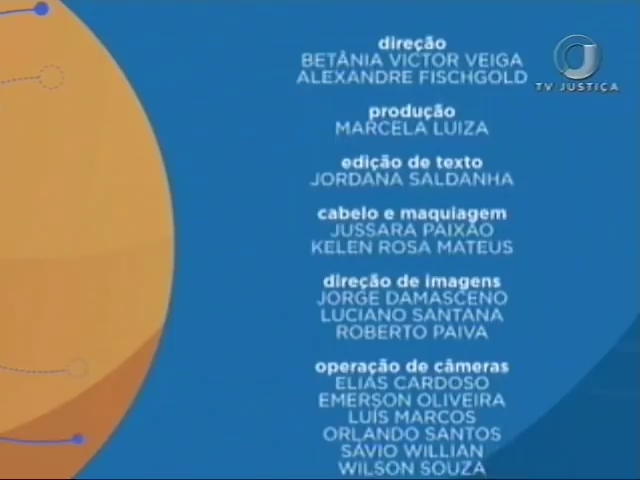 direção
BETÂNIA VICTOR VEIGA
ALEXANDRE FISCHGOLD
TV JUSTIÇA
produção
MARCELA LUIZA
edição de texto
JORDANA SALDANHA
cabelo e maquiagem
JUSSARA PAIXÃO
KELEN ROSA MATEUS
direção de imagens
JORGE DAMASCENO
LUCIANO SANTANA
ROBERTO PAIVA
operação de câmeras
ELIAS CARDOSO
EMERSON OLIVEIRA
LUÍS MARCOS
ORLANDO SANTOS
SÁVIO WILLIAN
WILSON SOUZA